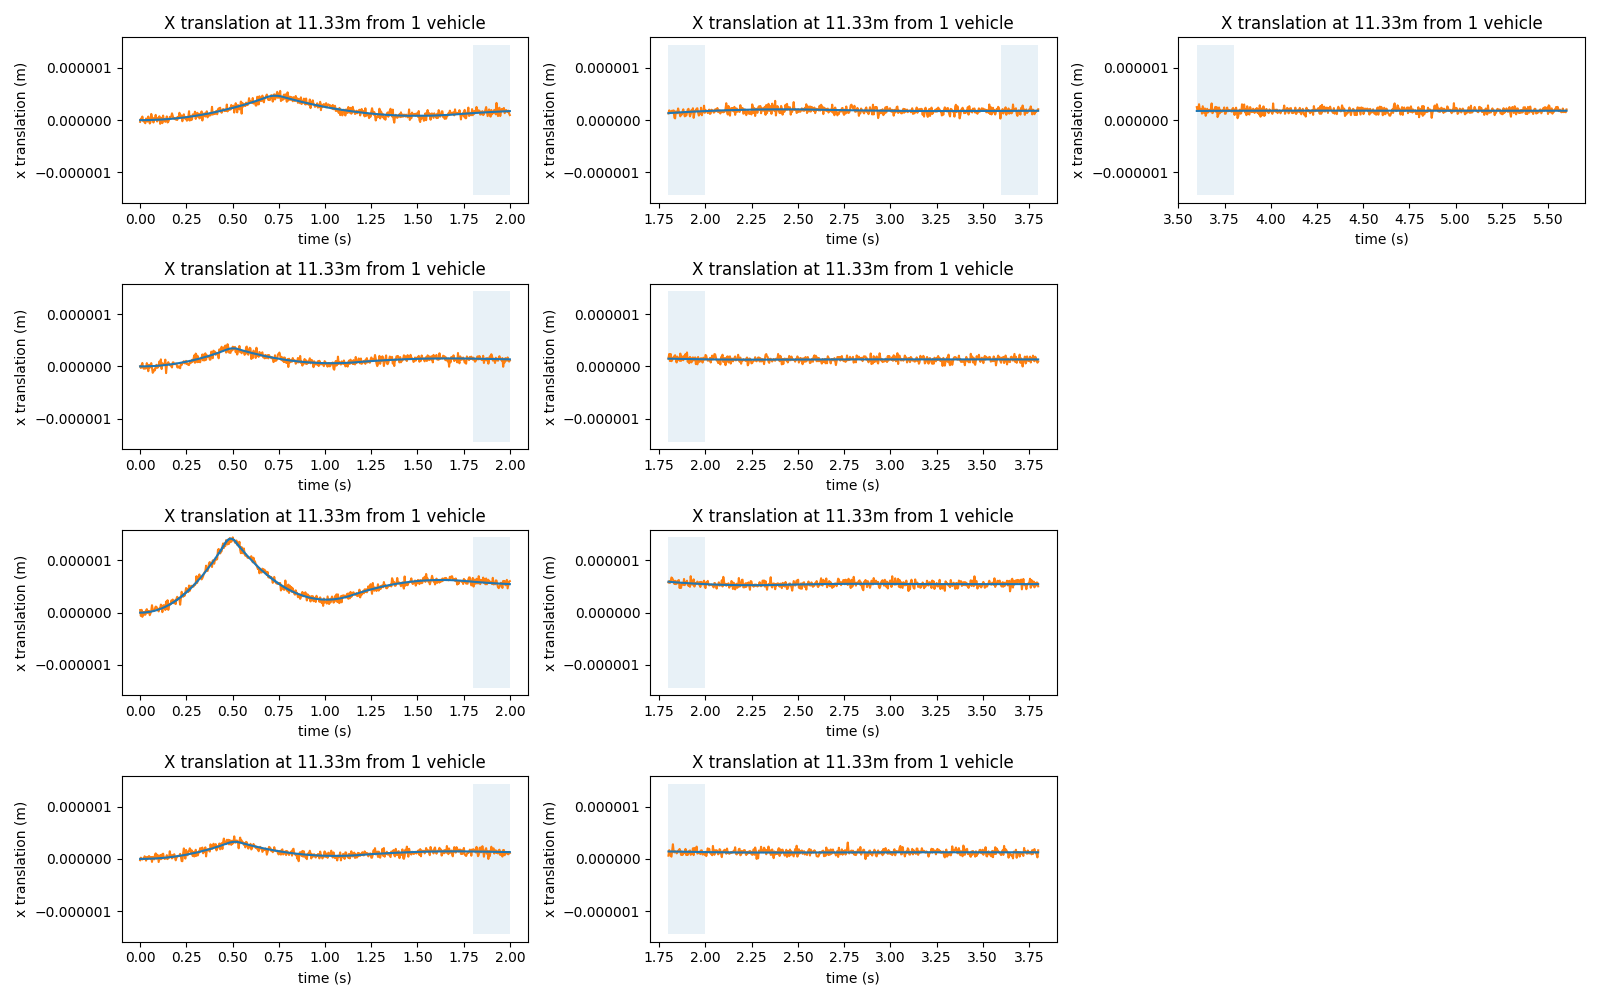 X translation at 11.33m from 1 vehicle
X translation at 11.33m from 1 vehicle
X translation at 11.33m from 1 vehicle
x translation (m)
0.000001
0.000000
−0.000001
0.00 0.25 0.50 0.75 1.00 1.25 1.50 1.75 2.00
time (s)
x translation (m)
0.000001
0.000000
−0.000001
1.75 2.00 2.25 2.50 2.75 3.00 3.25 3.50 3.75
time (s)
x translation (m)
0.000001
0.000000
−0.000001
3.50 3.75 4.00 4.25 4.50 4.75 5.00 5.25 5.50
time (s)
X translation at 11.33m from 1 vehicle
X translation at 11.33m from 1 vehicle
x translation (m)
0.000001
0.000000
−0.000001
0.00 0.25 0.50 0.75 1.00 1.25 1.50 1.75 2.00
time (s)
x translation (m)
0.000001
0.000000
−0.000001
1.75 2.00 2.25 2.50 2.75 3.00 3.25 3.50 3.75
time (s)
X translation at 11.33m from 1 vehicle
X translation at 11.33m from 1 vehicle
x translation (m)
0.000001
0.000000
−0.000001
0.00 0.25 0.50 0.75 1.00 1.25 1.50 1.75 2.00
time (s)
x translation (m)
0.000001
0.000000
−0.000001
1.75 2.00 2.25 2.50 2.75 3.00 3.25 3.50 3.75
time (s)
X translation at 11.33m from 1 vehicle
X translation at 11.33m from 1 vehicle
x translation (m)
0.000001
0.000000
−0.000001
0.00 0.25 0.50 0.75 1.00 1.25 1.50 1.75 2.00
time (s)
x translation (m)
0.000001
0.000000
−0.000001
1.75 2.00 2.25 2.50 2.75 3.00 3.25 3.50 3.75
time (s)